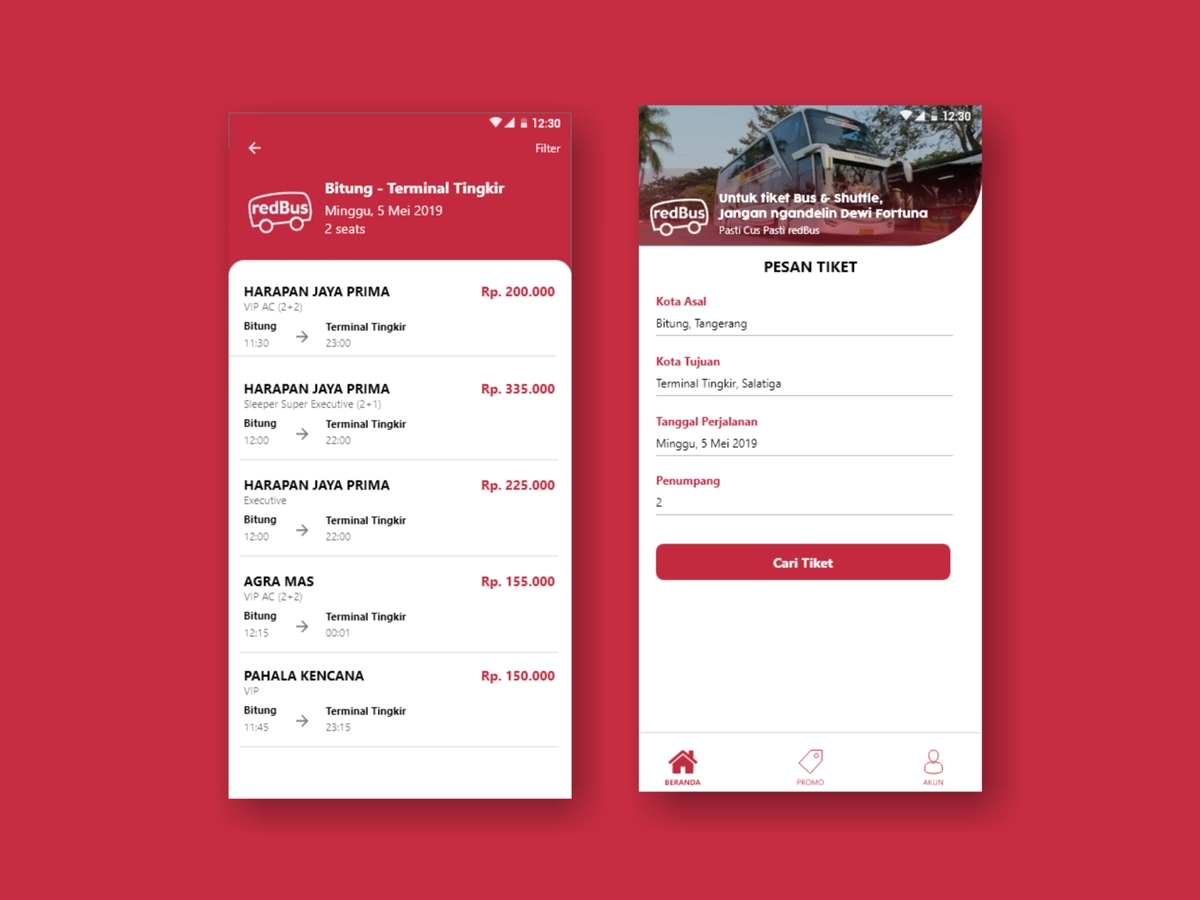 12:30
Filter
redBus
Bitung - Terminal Tingkir
Minggu, 5 Mei 2019
2 seats
HARAPAN JAYA PRIMA Rp. 200.000
VIP AC (2+2)
Bitung Terminal Tingkir
11:30 23:00
HARAPAN JAYA PRIMA Rp. 335.000
Sleeper Super Executive (2+1)
Bitung Terminal Tingkir
12:00 22:00
HARAPAN JAYA PRIMA Rp. 225.000
Executive
Bitung Terminal Tingkir
12:00 22:00
AGRA MAS Rp. 155.000
VIP AC (2+2)
Bitung Terminal Tingkir
12:15 00:01
PAHALA KENCANA Rp. 150.000
VIP
Bitung Terminal Tingkir
11:45 23:15
12:30
redBus
Untuk tiket Bus & Shuttle,
Jangan ngandelin Dewi Fortuna
Pasti Cus Pasti redBus
PESAN TIKET
Kota Asal
Bitung, Tangerang
Kota Tujuan
Terminal Tingkir, Salatiga
Tanggal Perjalanan
Minggu, 5 Mei 2019
Penumpang
2
Cari Tiket
BERANDA PROMO AKUN